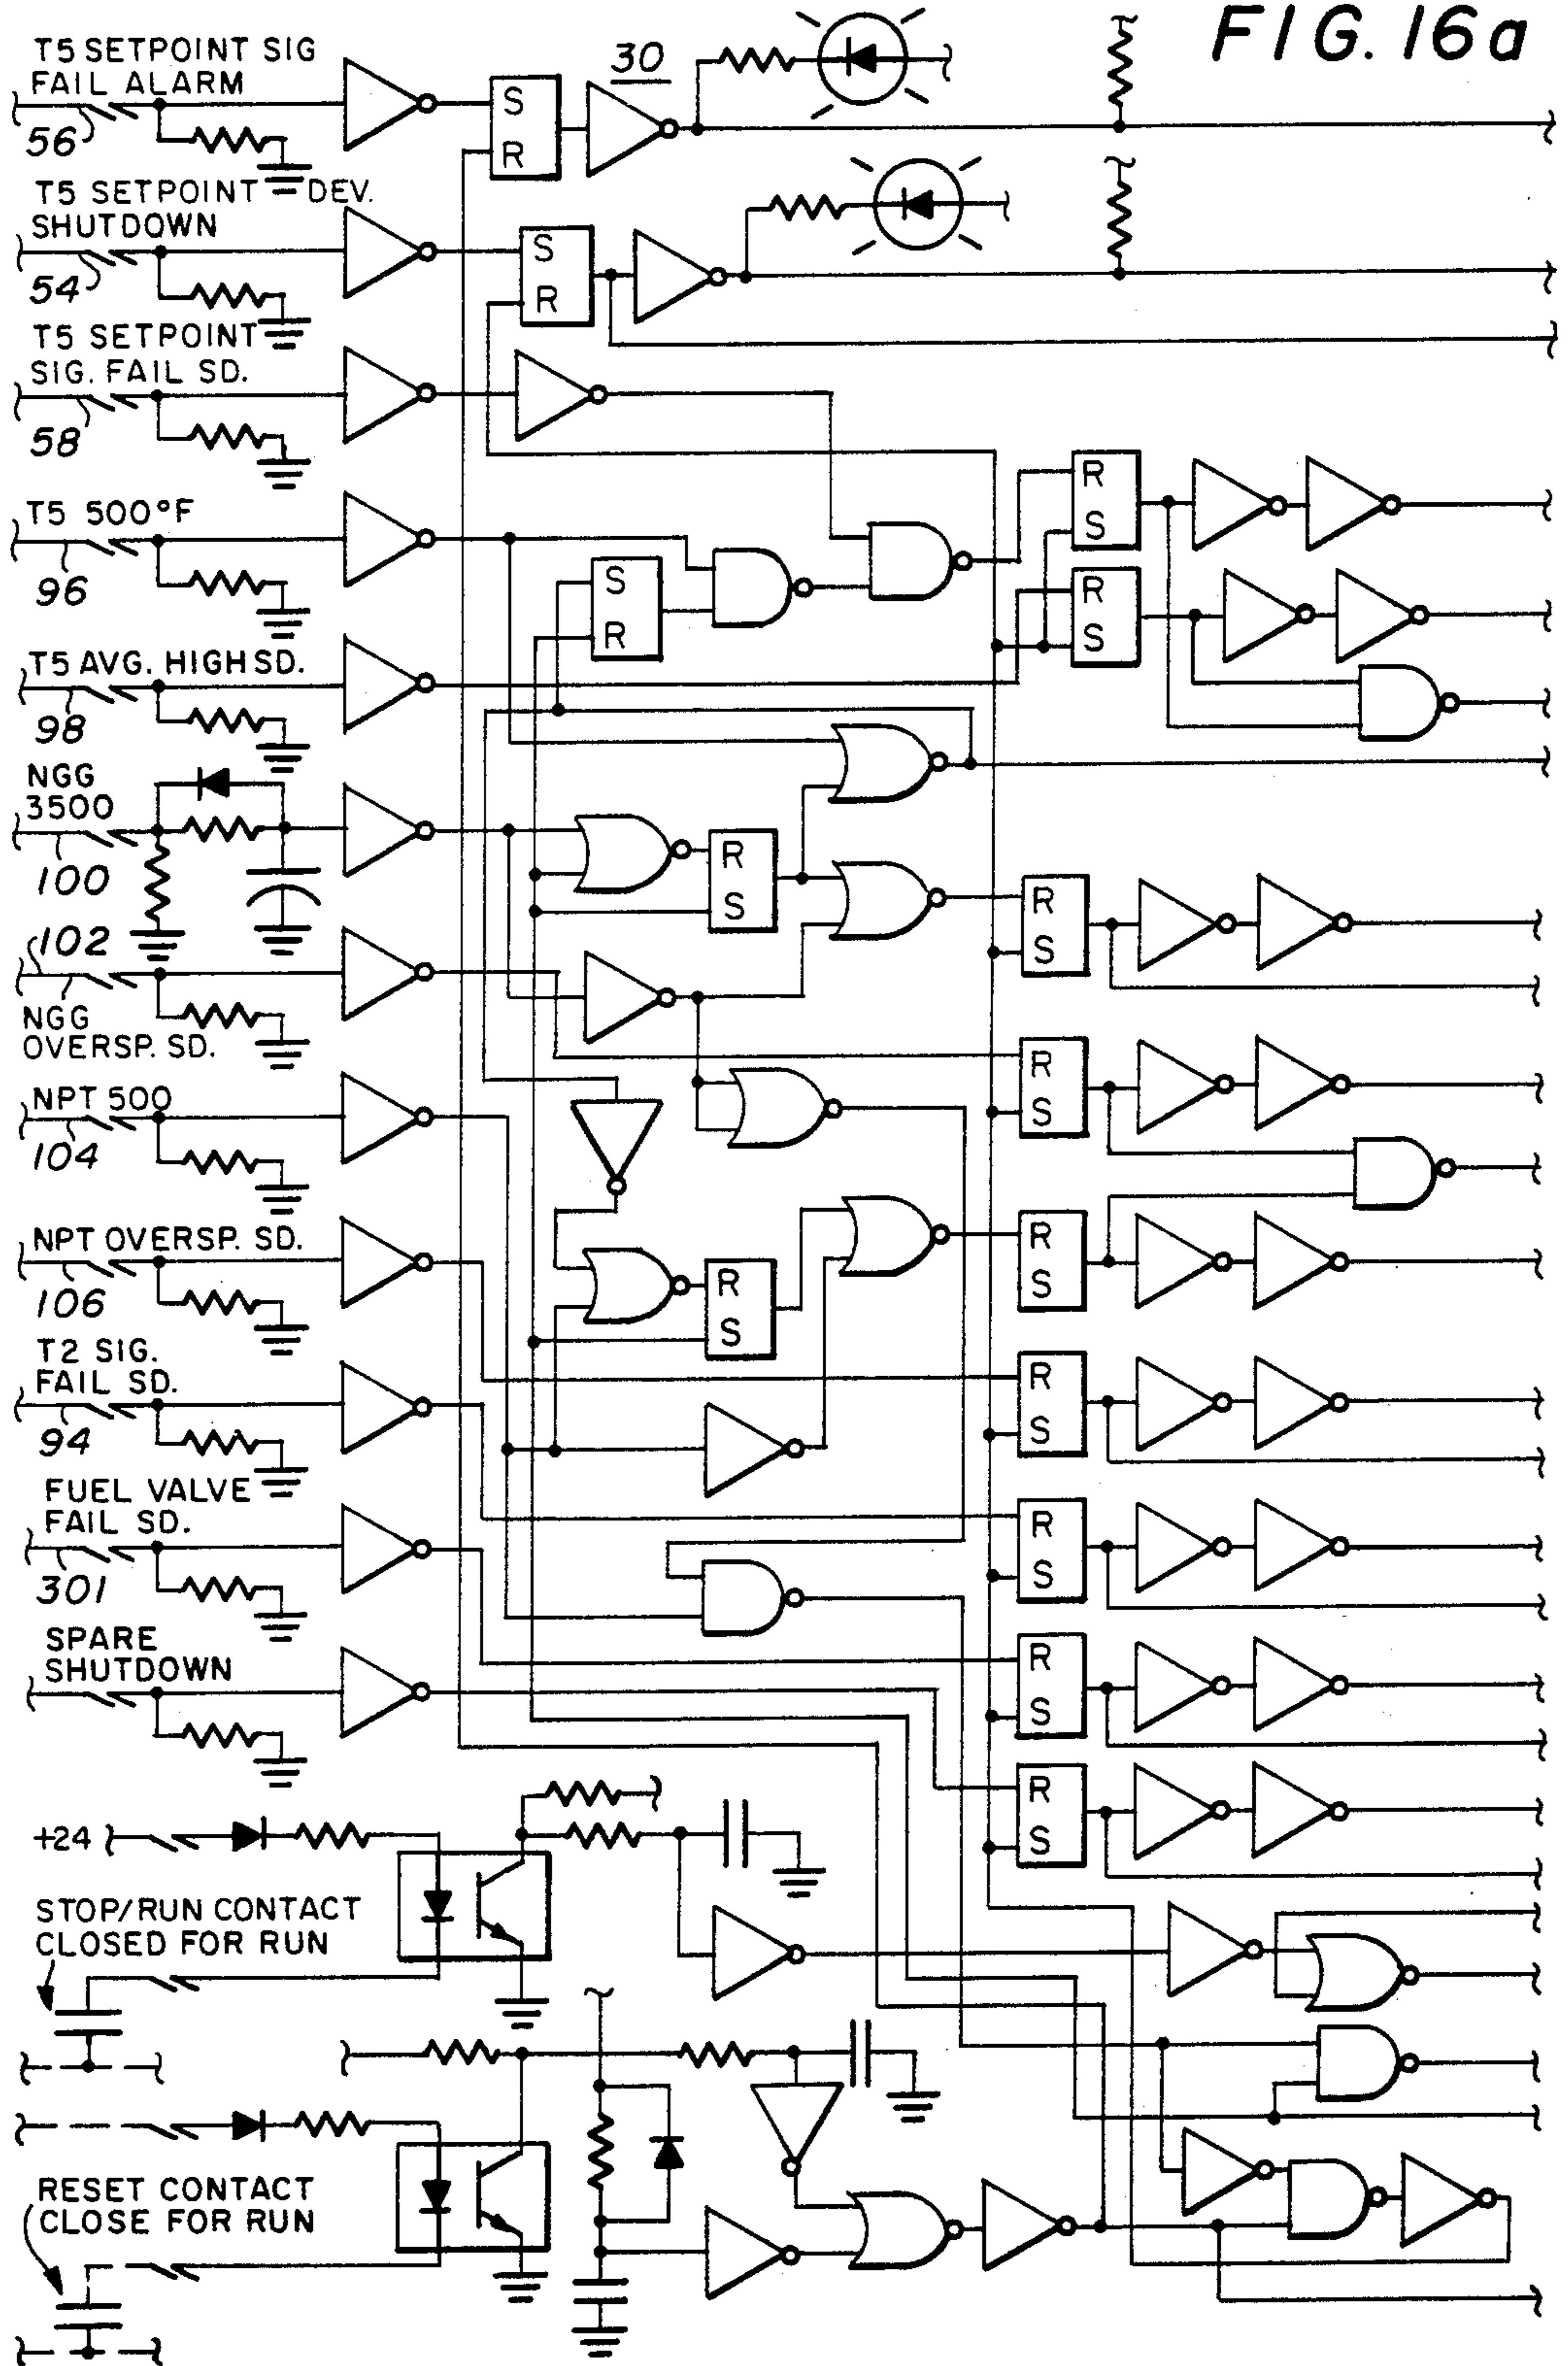 FIG. 16a
T5 SETPOINT SIG
FAIL ALARM
30
S
R
56
T5 SETPOINT DEV.
SHUTDOWN
S
R
54
T5 SETPOINT
SIG. FAIL SD.
58
R
S
T5 500°F
96
S
R
R
S
T5 AVG. HIGH SD.
98
NGG
3500
100
R
S
R
S
102
NGG
OVERSP. SD.
R
S
NPT 500
104
NPT OVERSP. SD.
106
R
S
R
S
T2 SIG.
FAIL SD.
94
R
S
FUEL VALVE
FAIL SD.
301
R
S
SPARE
SHUTDOWN
R
S
R
S
+24
STOP/RUN CONTACT
CLOSED FOR RUN
RESET CONTACT
CLOSE FOR RUN